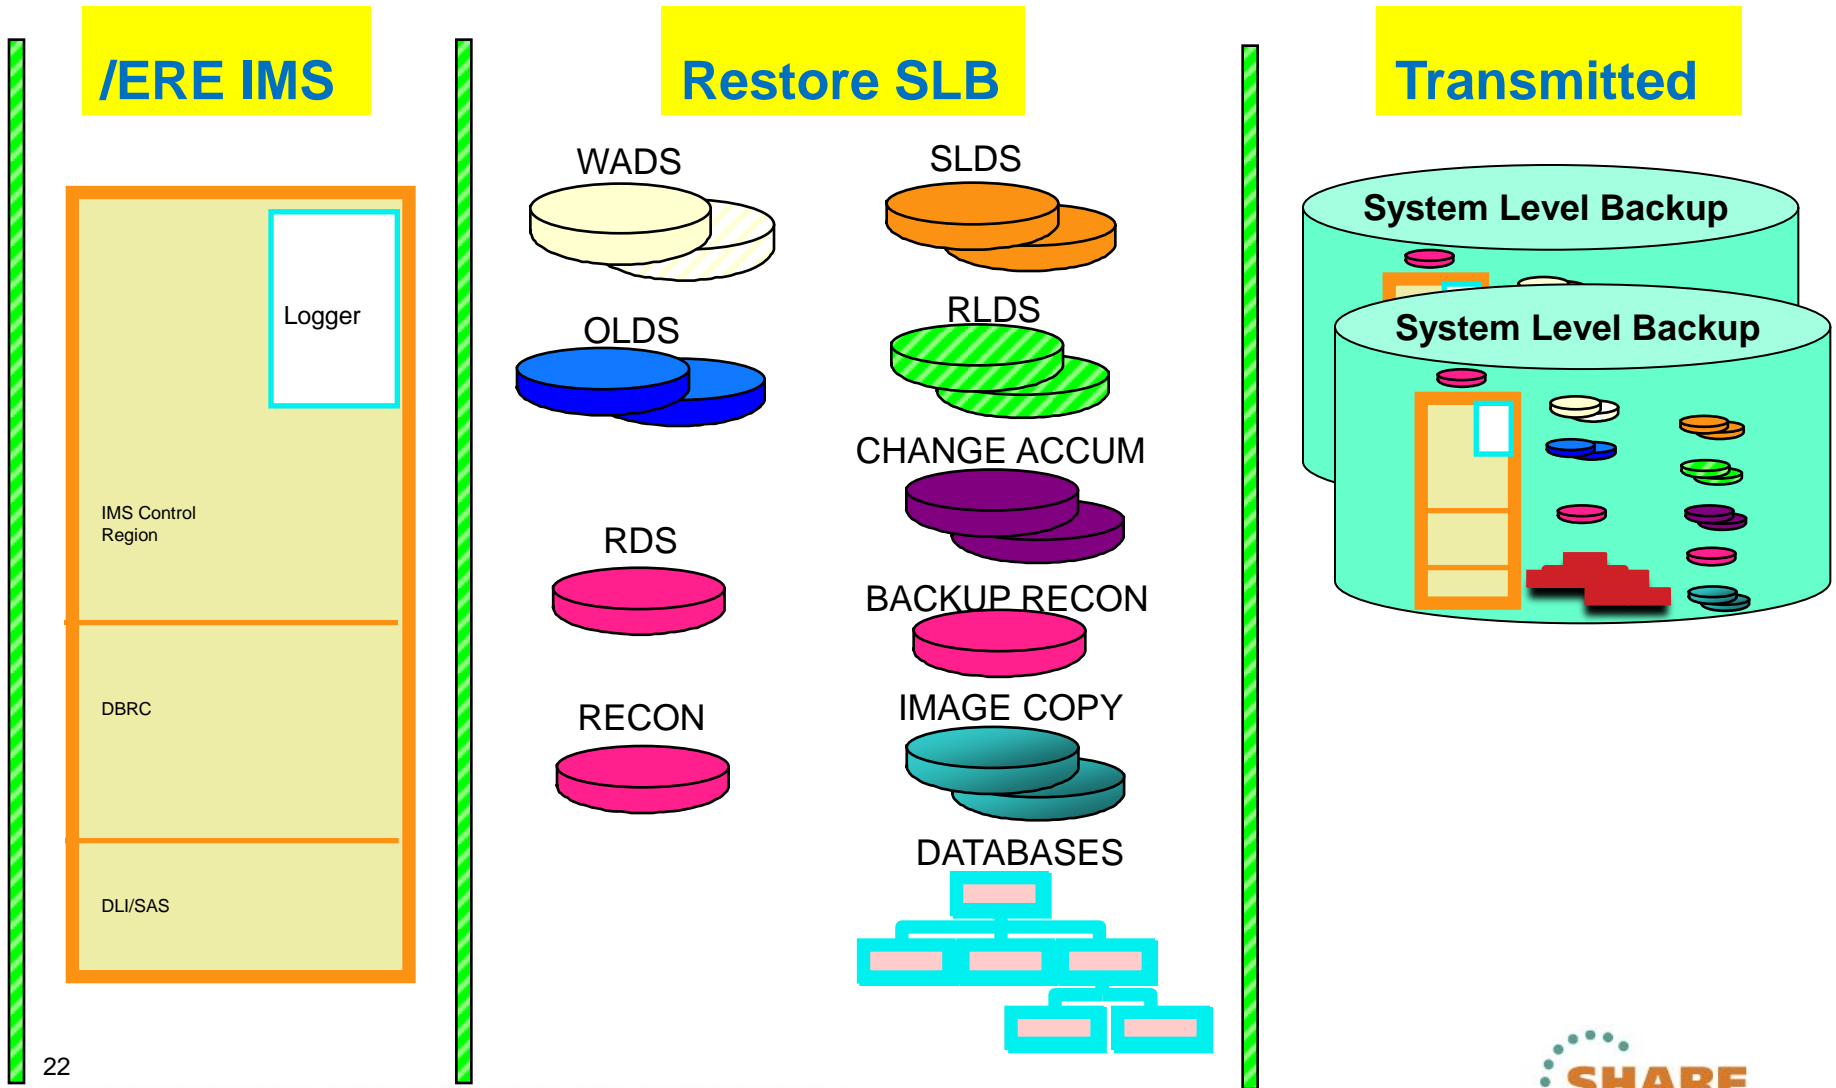 /ERE IMS
Restore SLB
Transmitted
Logger
IMS Control
Region
DBRC
DLI/SAS
WADS
SLDS
OLDS
RLDS
CHANGE ACCUM
RDS
BACKUP RECON
RECON
IMAGE COPY
DATABASES
System Level Backup
System Level Backup
22
SHARE